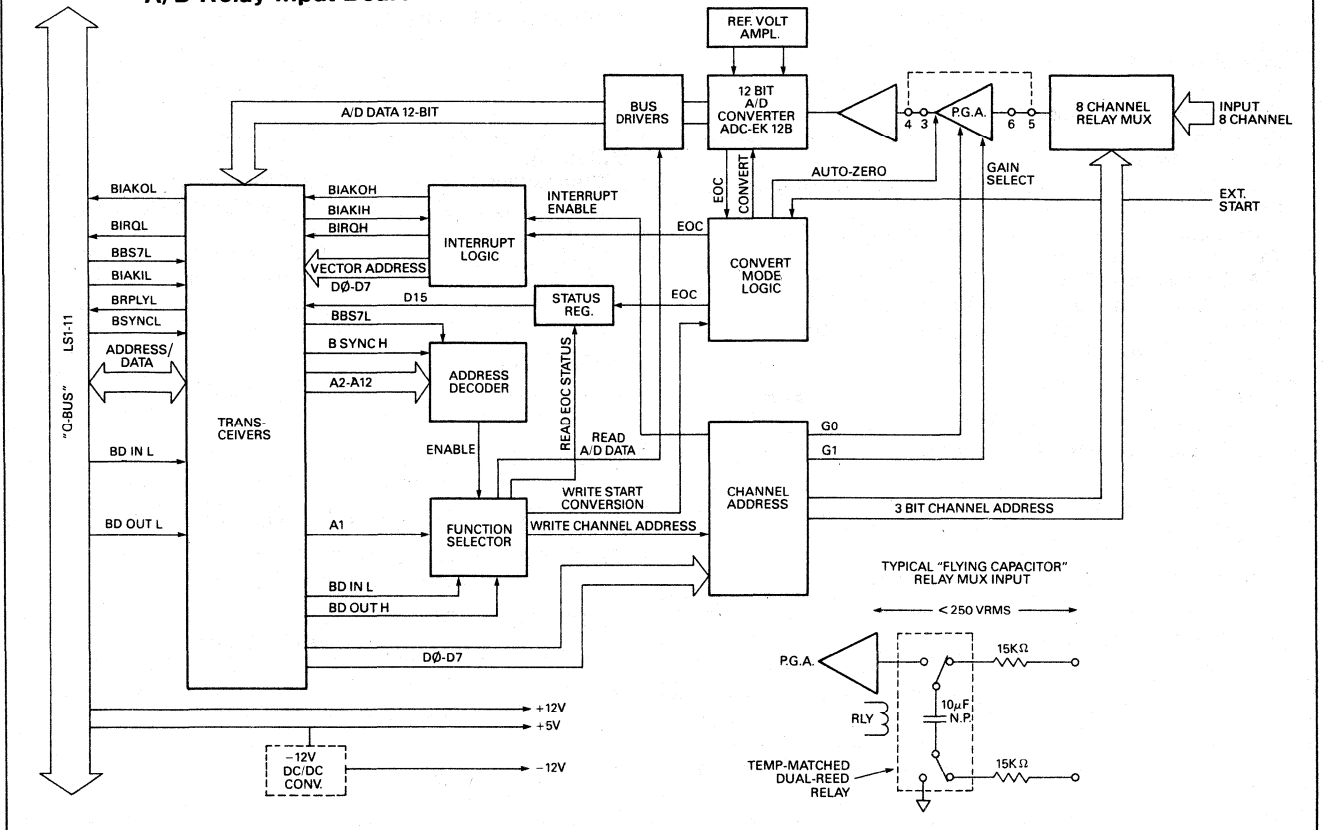 A/D Relay Input Board
REF. VOLT
AMPL.
12 BIT
A/D
CONVERTER
ADC-EK 12B
BUS
DRIVERS
A/D DATA 12-BIT
4 3
P.G.A.
6 5
8 CHANNEL
RELAY MUX
INPUT
8 CHANNEL
AUTO-ZERO
GAIN
SELECT
EOC
CONVERT
EXT.
START
BIAKOL
BIRQL
BBS7L
BIAKIL
BRPLYL
BSYNCL
ADDRESS/
DATA
BD IN L
BD OUT L
"Q-BUS" LS1-11
TRANS-
CEIVERS
BIAKOH
BIAKIH
BIRQH
VECTOR ADDRESS
DØ-D7
INTERRUPT
LOGIC
INTERRUPT
ENABLE
EOC
CONVERT
MODE
LOGIC
D15
STATUS
REG.
EOC
BBS7L
B SYNC H
A2-A12
ADDRESS
DECODER
READ EOC STATUS
ENABLE
READ
A/D DATA
G0
G1
A1
FUNCTION
SELECTOR
WRITE START
CONVERSION
WRITE CHANNEL ADDRESS
CHANNEL
ADDRESS
3 BIT CHANNEL ADDRESS
BD IN L
BD OUT H
DØ-D7
TYPICAL "FLYING CAPACITOR"
RELAY MUX INPUT
< 250 VRMS
P.G.A.
15KΩ
RLY
10µF
N.P.
15KΩ
TEMP-MATCHED
DUAL-REED
RELAY
+12V
+5V
−12V
DC/DC
CONV.
−12V